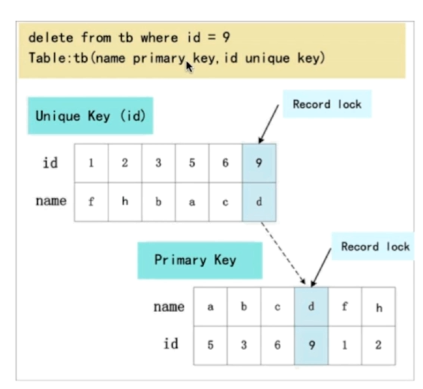 delete from tb where id = 9
Table:tb(name primary key,id unique key)
Record lock
Unique Key (id)
id 1 2 3 5 6 9
name f h b a c d
Record lock
Primary Key
name a b c d f h
id 5 3 6 9 1 2